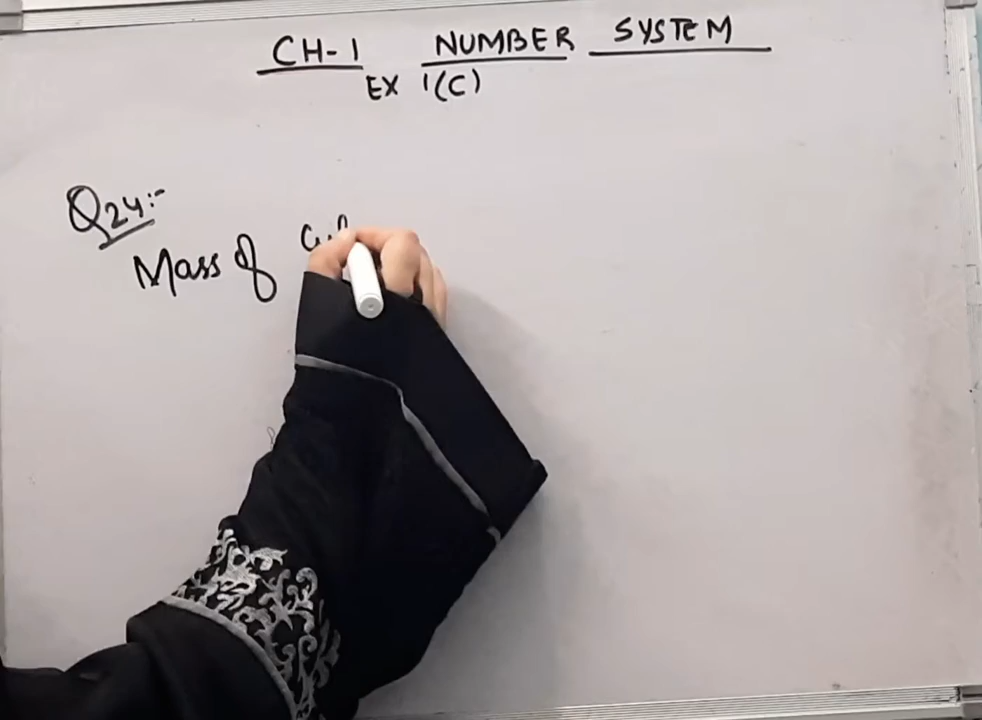 CH-1 NUMBER SYSTEM
EX 1(C)
Q24:-
Mass of